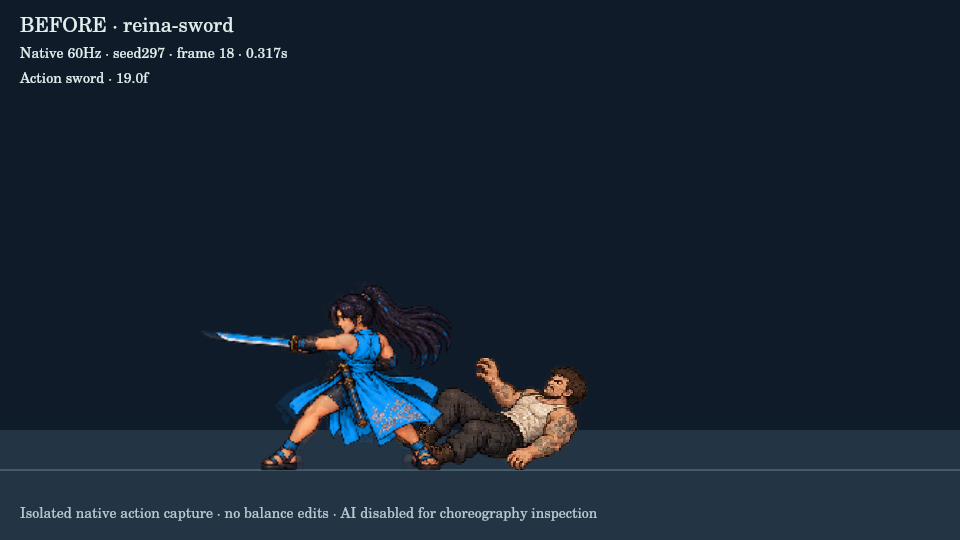 BEFORE · reina-sword
Native 60Hz · seed297 · frame 18 · 0.317s
Action sword · 19.0f
Isolated native action capture · no balance edits · AI disabled for choreography inspection